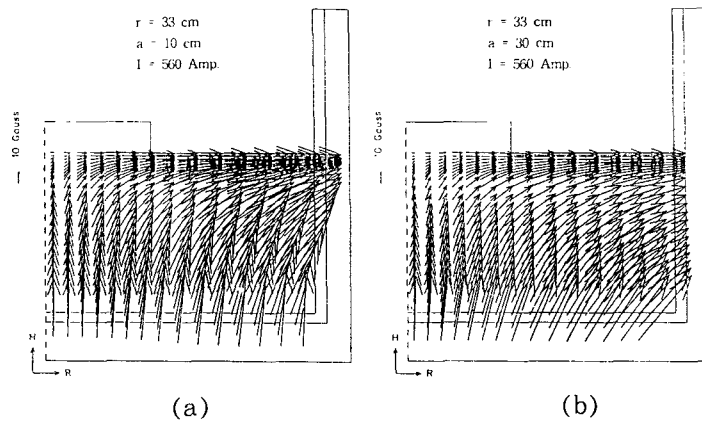 r = 33 cm
a = 10 cm
I = 560 Amp.
10 Gauss
H
R
(a)
r = 33 cm
a = 30 cm
I = 560 Amp.
10 Gauss
H
R
(b)